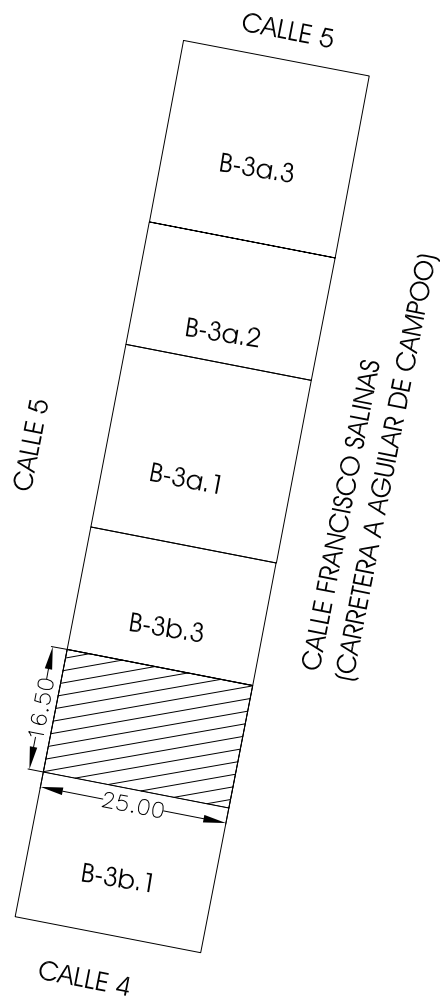 CALLE 5
B-3a.3
B-3a.2
CALLE 5
B-3a.1
CALLE FRANCISCO SALINAS
(CARRETERA A AGUILAR DE CAMPOO)
B-3b.3
16.50
25.00
B-3b.1
CALLE 4